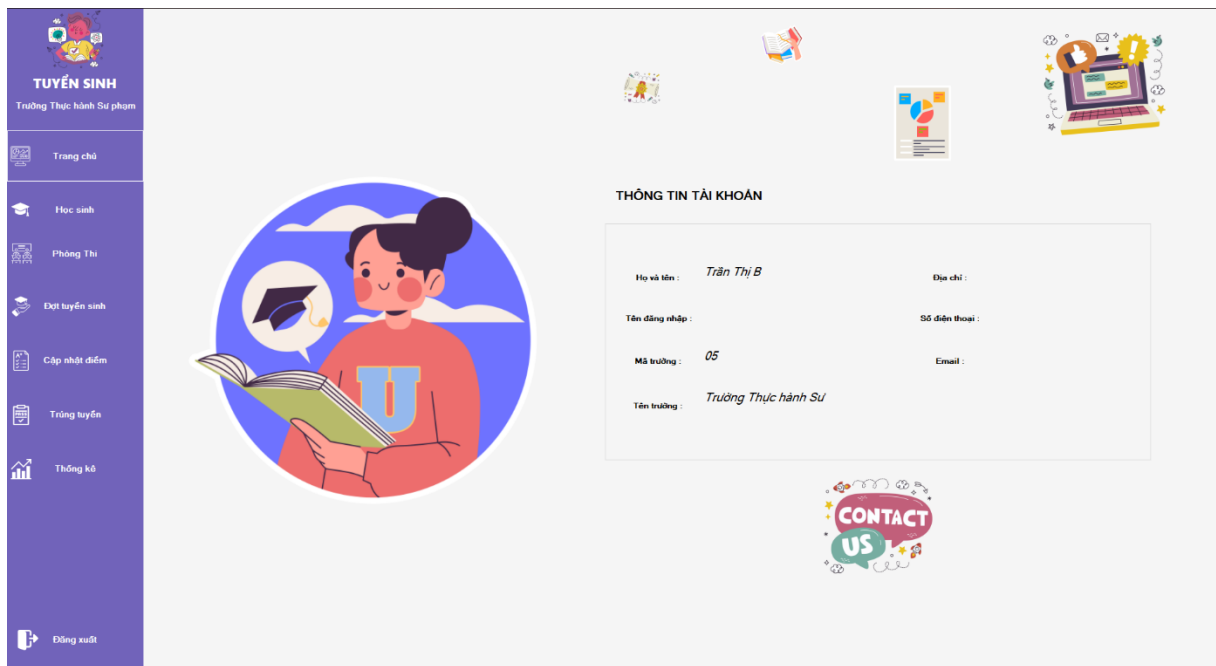 TUYỂN SINH
Trường Thực hành Sư phạm
Trang chủ
Học sinh
Phòng Thi
Đợt tuyển sinh
Cập nhật điểm
Trúng tuyển
Thống kê
Đăng xuất
THÔNG TIN TÀI KHOẢN
Họ và tên : Trần Thị B Địa chỉ :
Tên đăng nhập : Số điện thoại :
Mã trường : 05 Email :
Tên trường : Trường Thực hành Sư
U
CONTACT
US